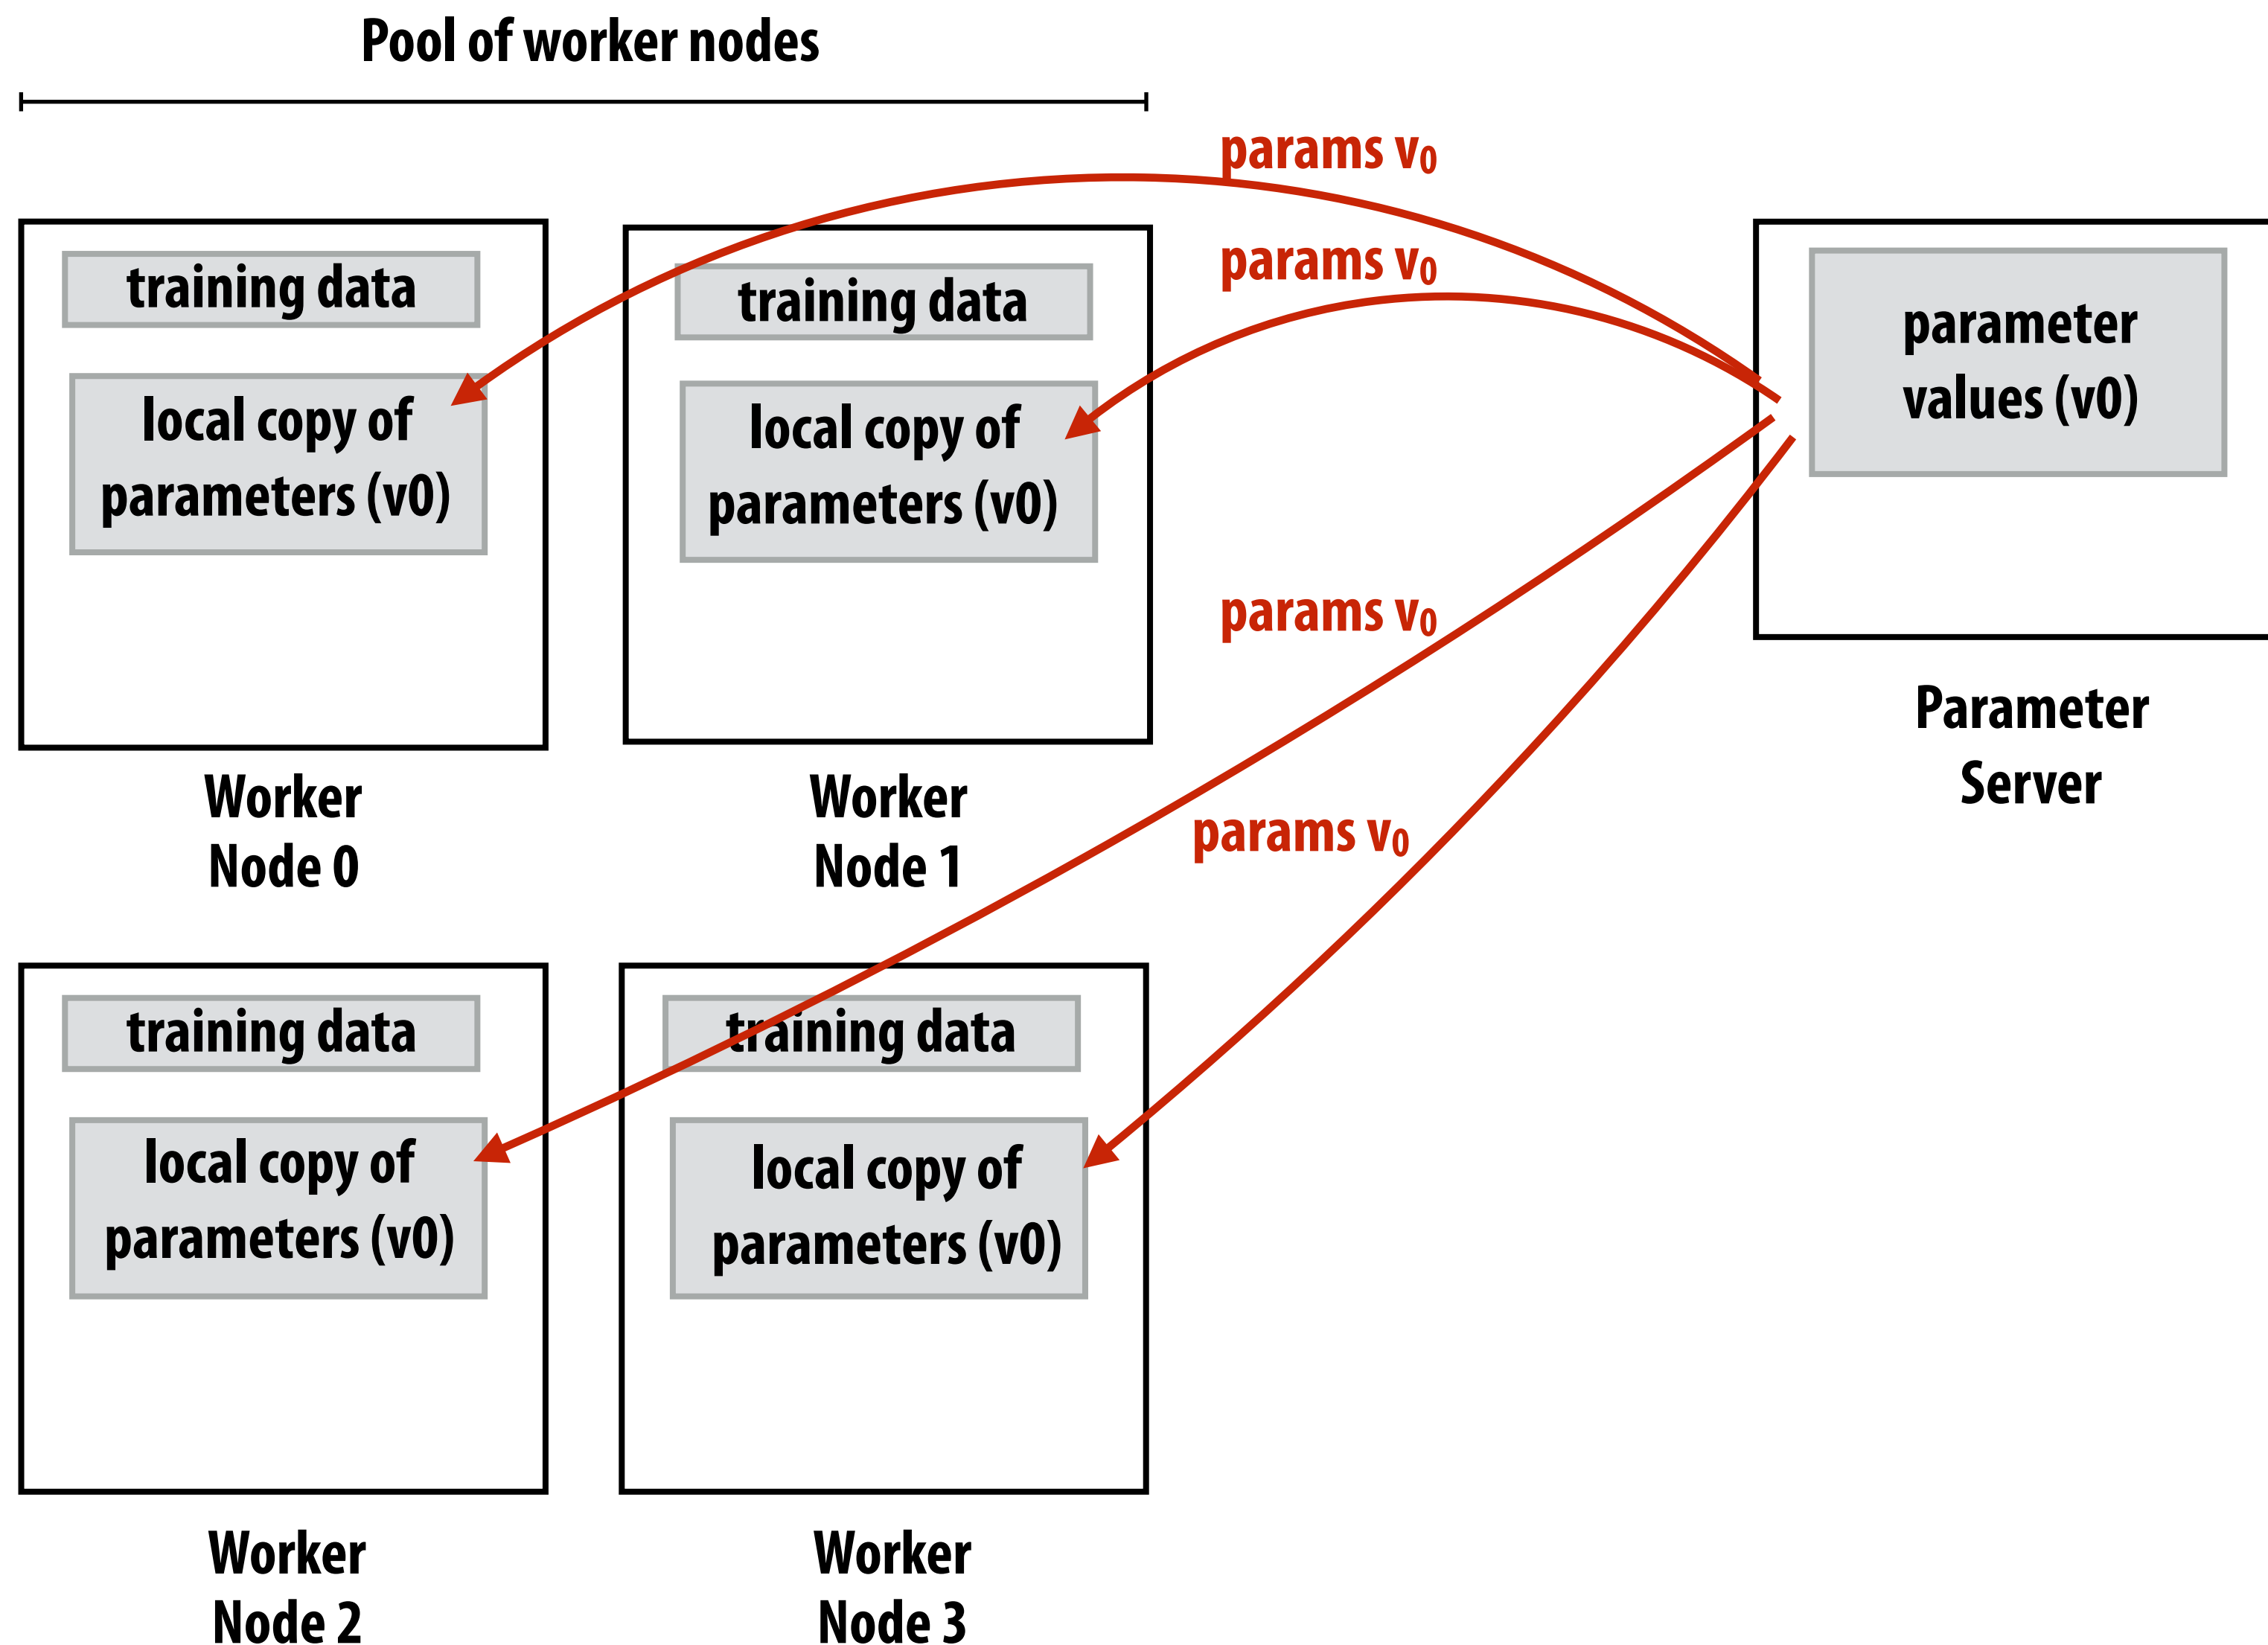 Pool of worker nodes
params v₀
params v₀
training data
local copy of
parameters (v0)
Worker
Node 0
training data
local copy of
parameters (v0)
Worker
Node 1
parameter
values (v0)
Parameter
Server
params v₀
params v₀
training data
local copy of
parameters (v0)
Worker
Node 2
training data
local copy of
parameters (v0)
Worker
Node 3